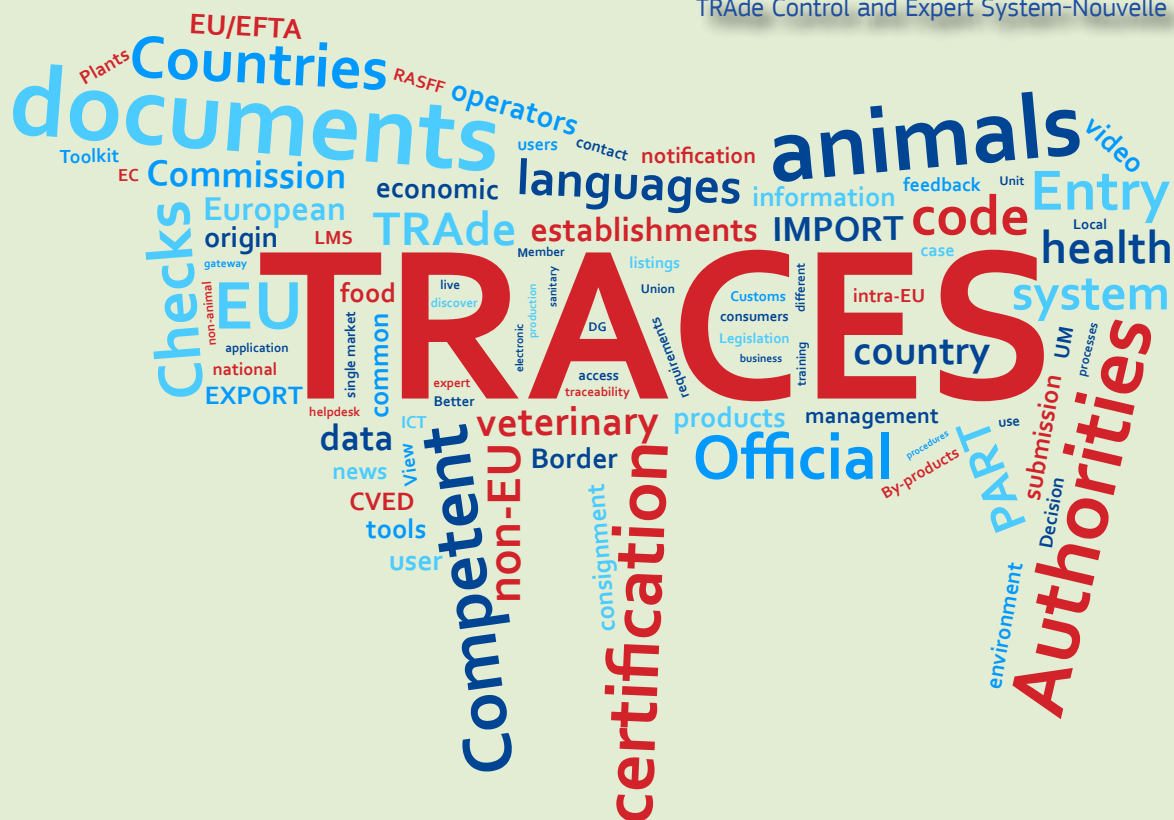 TRAde Control and Expert System-Nouvelle
EU/EFTA
Plants
Countries
RASFF
operators
documents
animals
video
Toolkit
users
contact
notification
EC
Commission
economic
languages
information
feedback
Unit
Entry
Checks
European
TRAde
establishments
IMPORT
code
Local
origin
LMS
Member
case
health
gateway
TRACES
listings
non-animal
EU
food
live
discover
production
sanitary
Union
Customs
consumers
different
intra-EU
system
application
single market
common
electronic
DG
requirements
Legislation
business
training
country
UM
processes
national
EXPORT
expert
Better
access
traceability
helpdesk
ICT
veterinary
products
management
use
data
View
Competent
non-EU
Border
certification
Official
procedures
By-products
PART
submission
Authorities
news
CVED
consignment
Decision
tools
user
environment